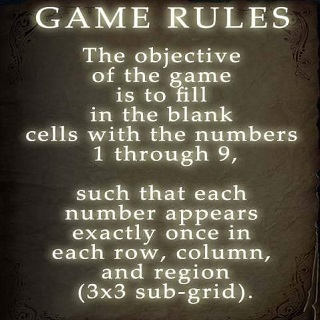 GAME RULES
The objective
of the game
is to fill
in the blank
cells with the numbers
1 through 9,
such that each
number appears
exactly once in
each row, column,
and region
(3x3 sub-grid).